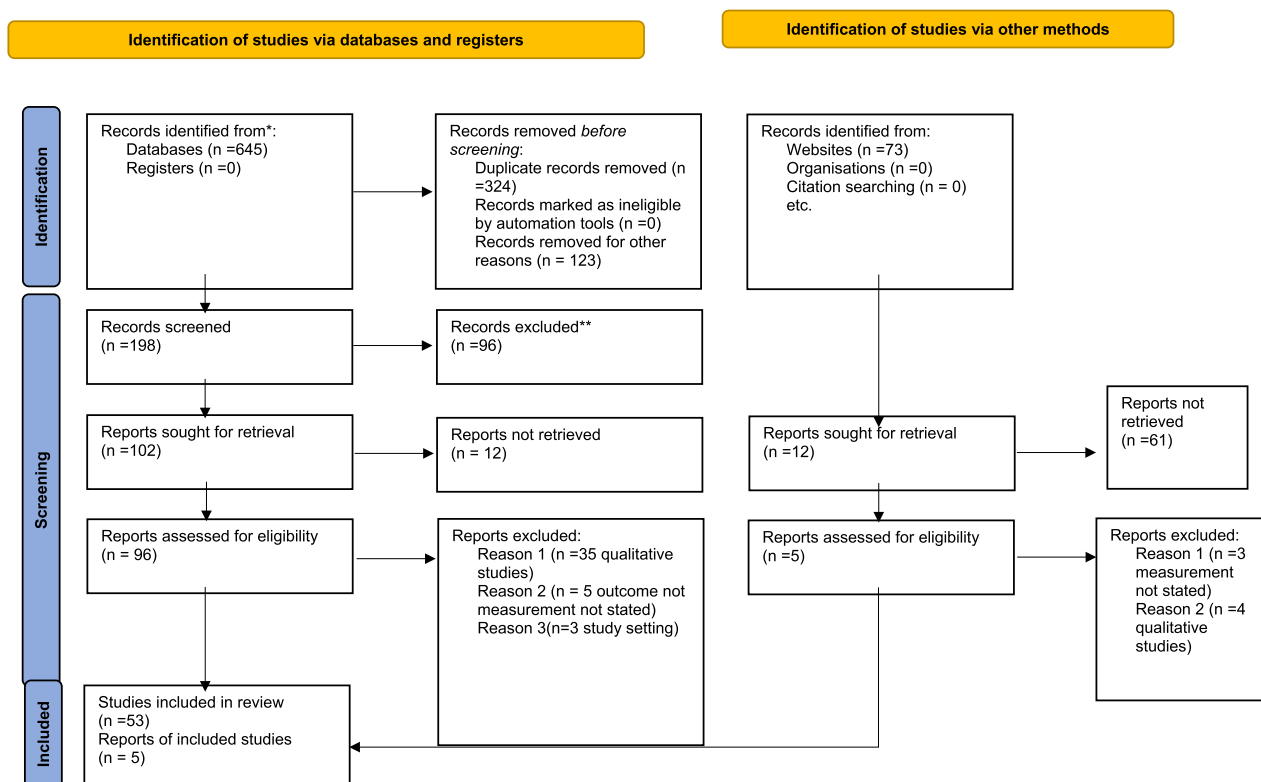 Identification of studies via databases and registers
Identification of studies via other methods
Identification
Records identified from*:
Databases (n =645)
Registers (n =0)
Records removed before
screening:
Duplicate records removed (n
=324)
Records marked as ineligible
by automation tools (n =0)
Records removed for other
reasons (n = 123)
Records identified from:
Websites (n =73)
Organisations (n =0)
Citation searching (n = 0)
etc.
Screening
Records screened
(n =198)
Records excluded**
(n =96)
Reports sought for retrieval
(n =102)
Reports not retrieved
(n = 12)
Reports sought for retrieval
(n =12)
Reports not
retrieved
(n =61)
Reports assessed for eligibility
(n = 96)
Reports excluded:
Reason 1 (n =35 qualitative
studies)
Reason 2 (n = 5 outcome not
measurement not stated)
Reason 3(n=3 study setting)
Reports assessed for eligibility
(n =5)
Reports excluded:
Reason 1 (n =3
measurement
not stated)
Reason 2 (n =4
qualitative
studies)
Included
Studies included in review
(n =53)
Reports of included studies
(n = 5)